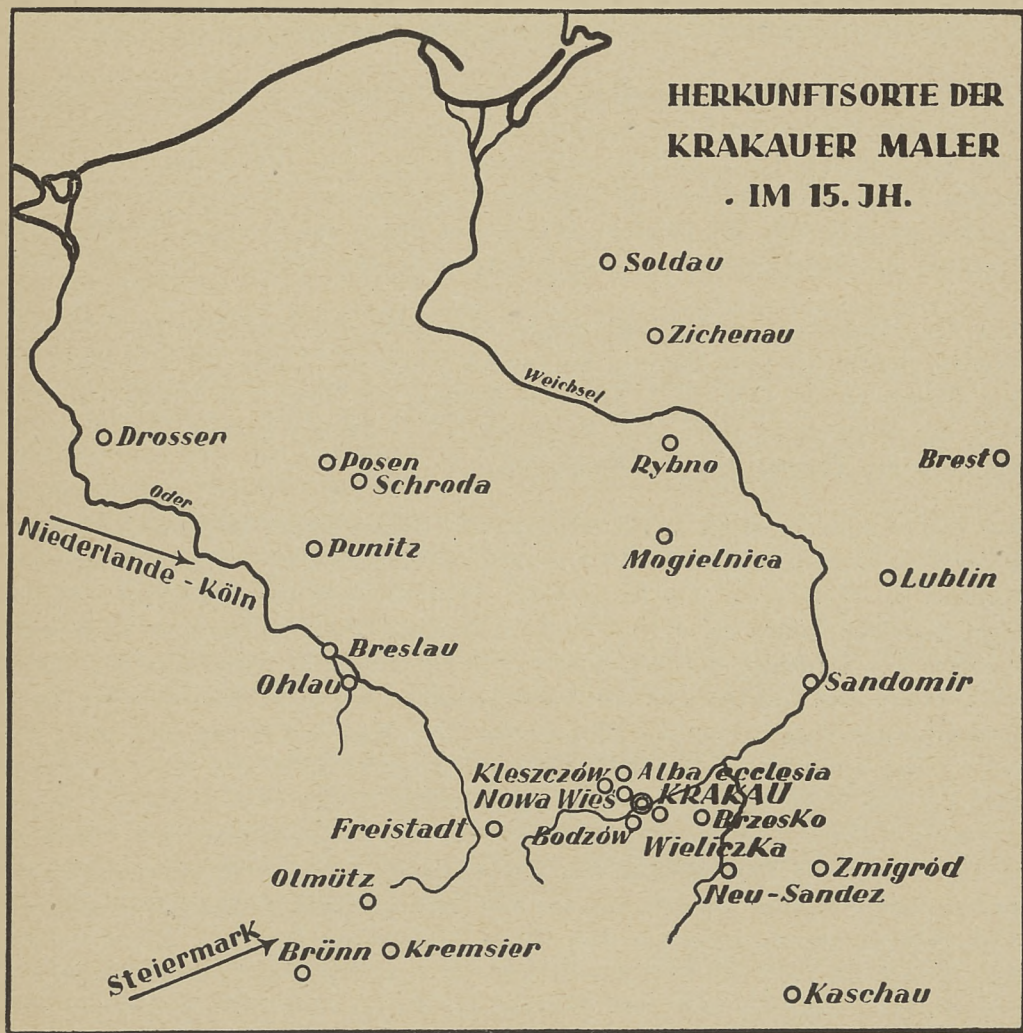 HERKUNFTSORTE DER
KRAKAUER MALER
. IM 15. JH.
Soldau
Zichenau
Weichsel
Drossen
Posen
Schroda
Rybno
Brest
Oder
Niederlande - Köln
Punitz
Mogielnica
Lublin
Breslau
Ohlau
Sandomir
Kleszczów
Alba ecclesia
Nowa Wies
KRAKAU
Freistadt
Bodzów
Brzesko
Wieliczka
Olmütz
Zmigród
Neu-Sandez
Steiermark
Brünn
Kremsier
Kaschau